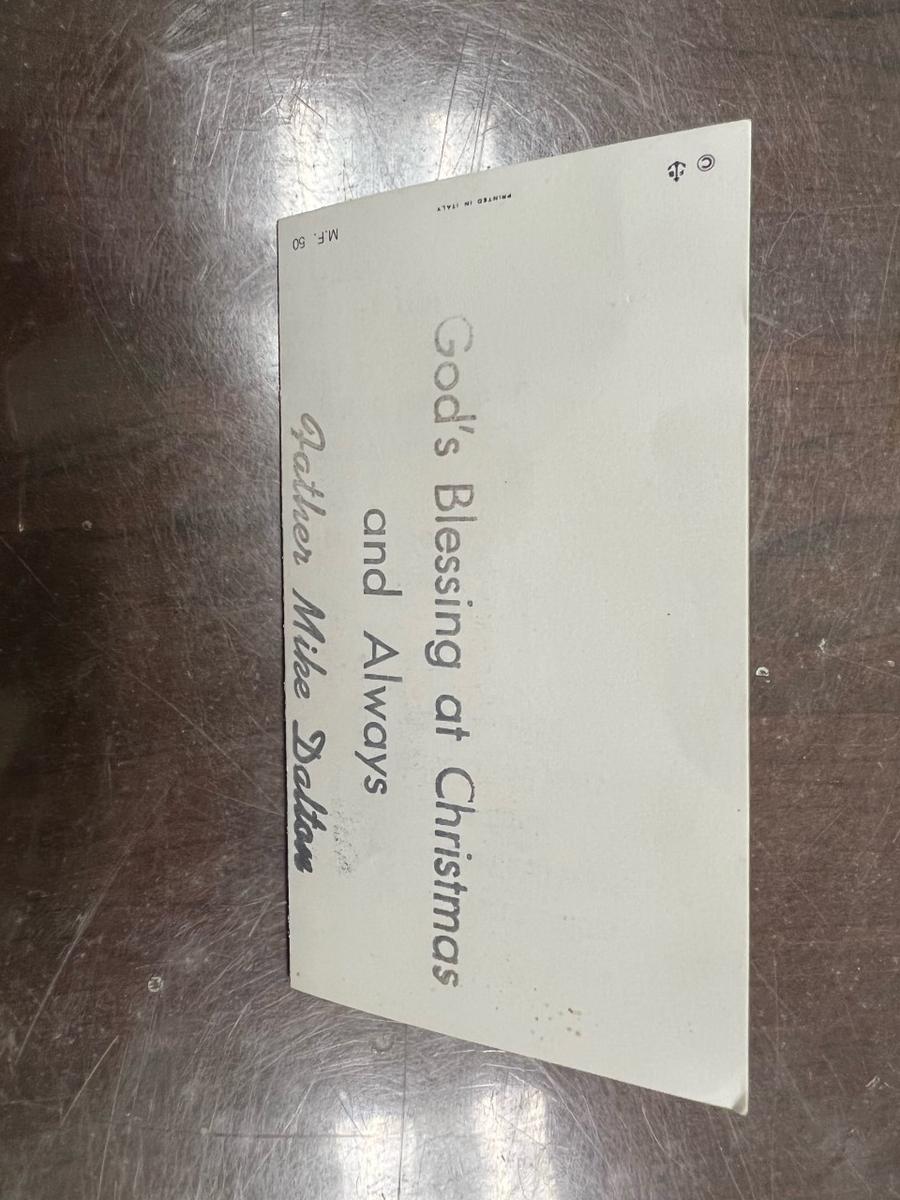 God's Blessing at Christmas
and Always
Father Mike Dalton
©
PRINTED IN ITALY
M.F. 50